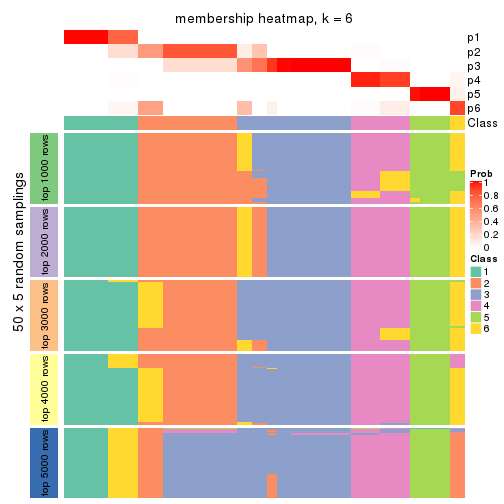 membership heatmap, k = 6
p1
p2
p3
p4
p5
p6
Class
50 x 5 random samplings
top 1000 rows
top 2000 rows
top 3000 rows
top 4000 rows
top 5000 rows
Prob
1
0.8
0.6
0.4
0.2
0
Class
1
2
3
4
5
6